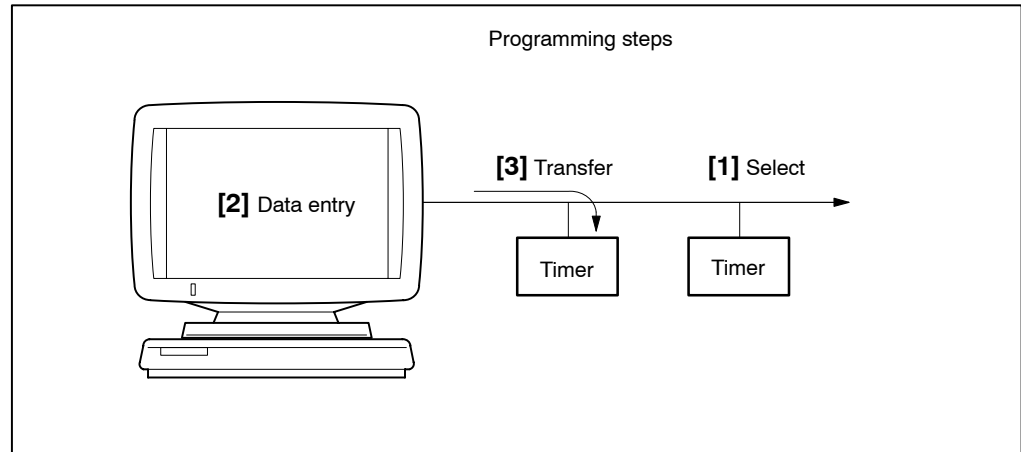 Programming steps
[3] Transfer
[1] Select
[2] Data entry
Timer
Timer